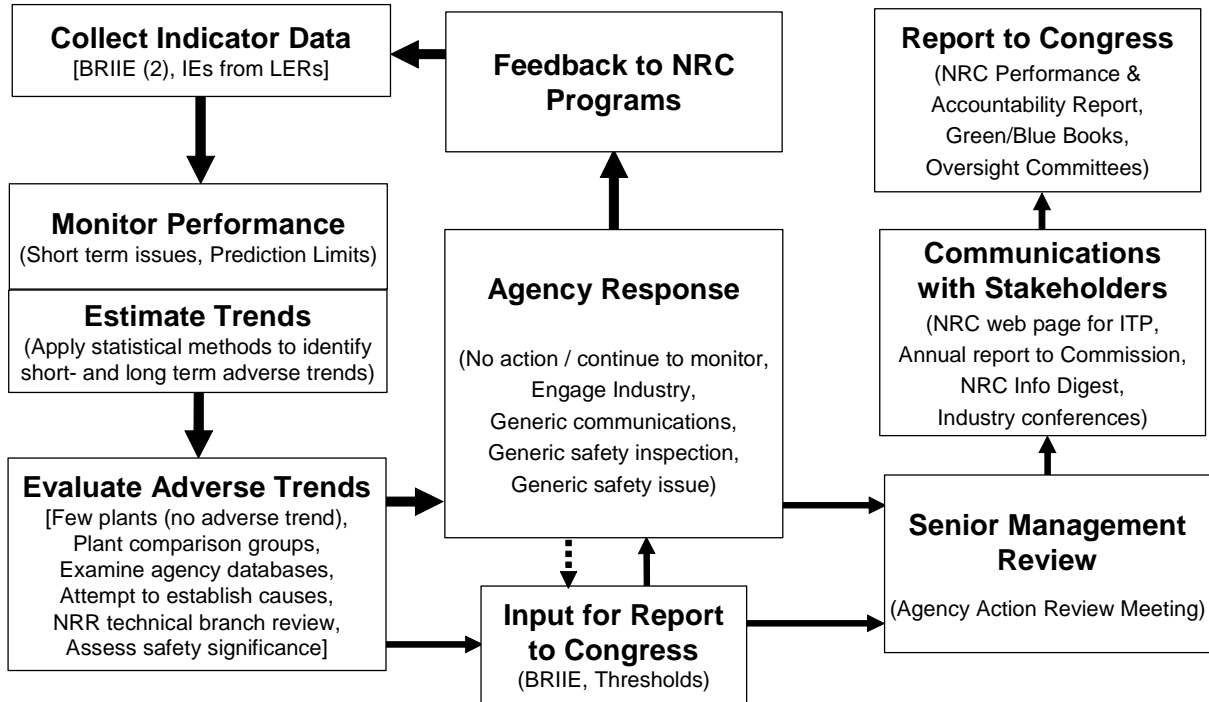 Collect Indicator Data
[BRIIE (2), IEs from LERs]
Monitor Performance
(Short term issues, Prediction Limits)
Estimate Trends
(Apply statistical methods to identify
short- and long term adverse trends)
Evaluate Adverse Trends
[Few plants (no adverse trend),
Plant comparison groups,
Examine agency databases,
Attempt to establish causes,
NRR technical branch review,
Assess safety significance]
Feedback to NRC
Programs
Agency Response
(No action / continue to monitor,
Engage Industry,
Generic communications,
Generic safety inspection,
Generic safety issue)
Input for Report
to Congress
(BRIIE, Thresholds)
Report to Congress
(NRC Performance &
Accountability Report,
Green/Blue Books,
Oversight Committees)
Communications
with Stakeholders
(NRC web page for ITP,
Annual report to Commission,
NRC Info Digest,
Industry conferences)
Senior Management
Review
(Agency Action Review Meeting)